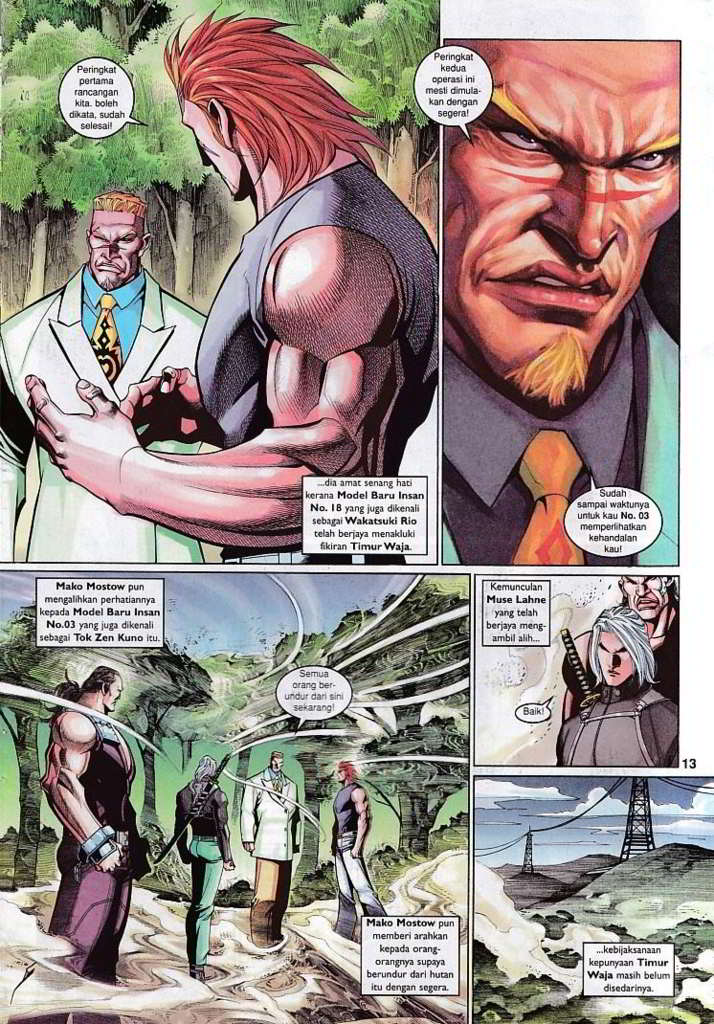 Peringkat
pertama
rancangan
kita. boleh
dikata, sudah
selesai!
Peringkat
kedua
operasi ini
mesti dimula-
kan dengan
segera!
...dia amat senang hati
kerana Model Baru Insan
No. 18 yang juga dikenali
sebagai Wakatsuki Rio
telah berjaya menakluki
fikiran Timur Waja.
Sudah
sampai waktunya
untuk kau No. 03
memperlihatkan
kehandalan
kau!
Mako Mostow pun
mengalihkan perhatiannya
kepada Model Baru Insan
No.03 yang juga dikenali
sebagai Tok Zen Kuno itu.
Semua
orang ber-
undur dari sini
sekarang!
Mako Mostow pun
memberi arahkan
kepada orang-
orangnya supaya
berundur dari hutan
itu dengan segera.
Kemunculan
Muse Lahne
yang telah
berjaya meng-
ambil alih...
Baik!
13
...kebijaksanaan
kepunyaan Timur
Waja masih belum
disedarinya.